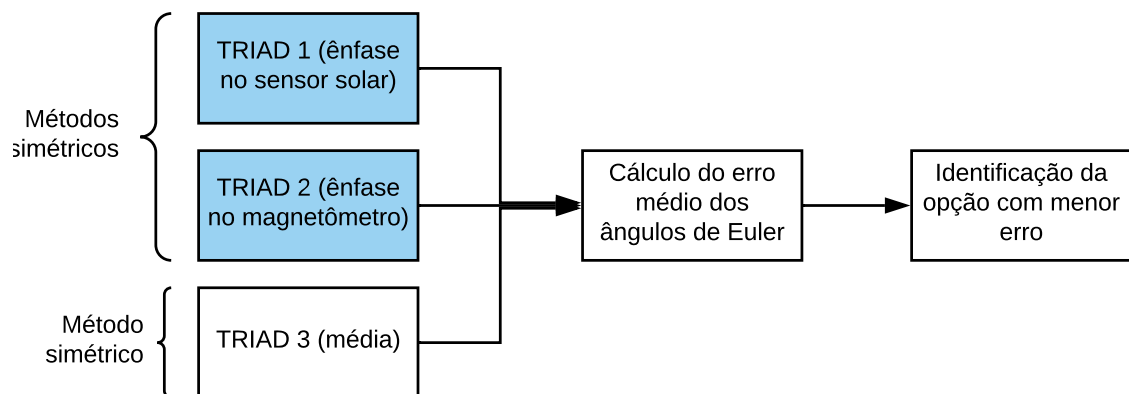 TRIAD 1 (ênfase
no sensor solar)
Métodos
simétricos
TRIAD 2 (ênfase
no magnetômetro)
Cálculo do erro
médio dos
ângulos de Euler
Identificação da
opção com menor
erro
Método
simétrico
TRIAD 3 (média)